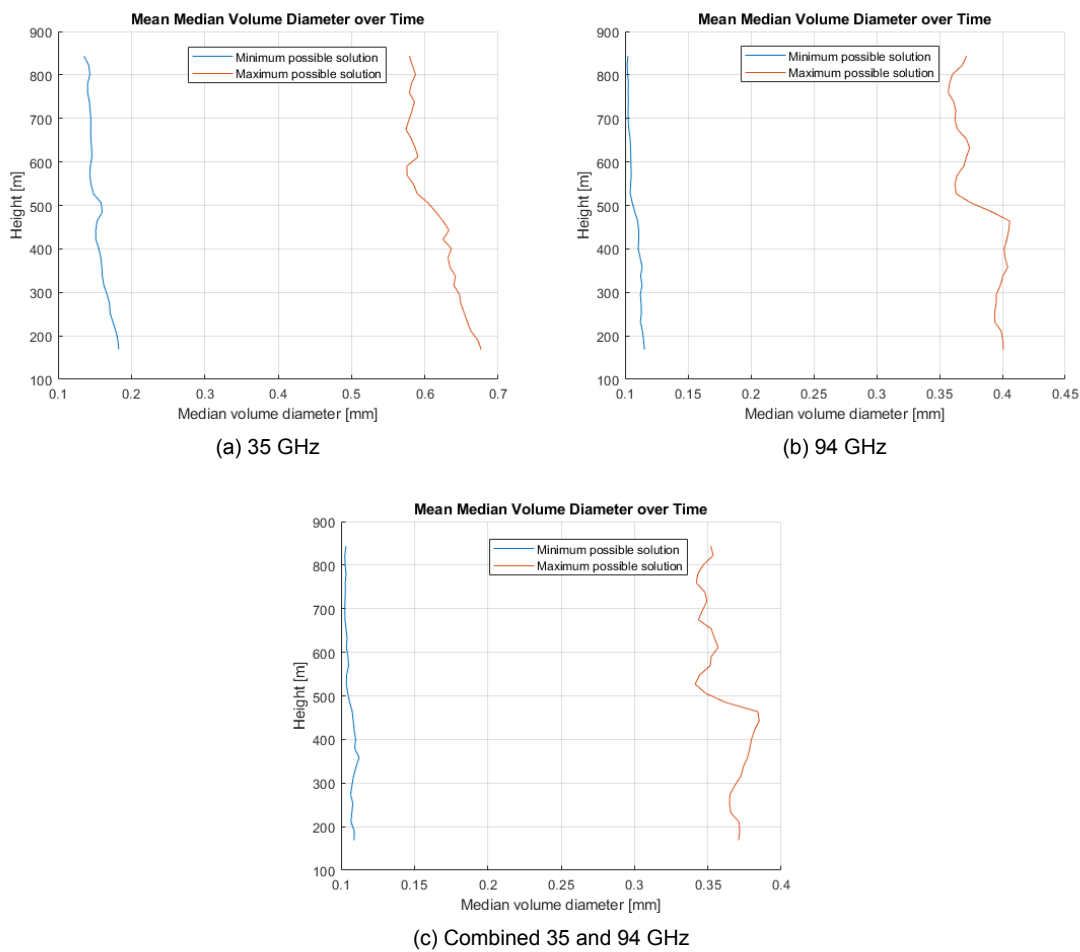 Mean Median Volume Diameter over Time
Minimum possible solution
Maximum possible solution
900
800
700
600
500
400
300
200
100
Height [m]
0.1 0.2 0.3 0.4 0.5 0.6 0.7
Median volume diameter [mm]
(a) 35 GHz
Mean Median Volume Diameter over Time
Minimum possible solution
Maximum possible solution
900
800
700
600
500
400
300
200
100
Height [m]
0.1 0.15 0.2 0.25 0.3 0.35 0.4 0.45
Median volume diameter [mm]
(b) 94 GHz
Mean Median Volume Diameter over Time
Minimum possible solution
Maximum possible solution
900
800
700
600
500
400
300
200
100
Height [m]
0.1 0.15 0.2 0.25 0.3 0.35 0.4
Median volume diameter [mm]
(c) Combined 35 and 94 GHz